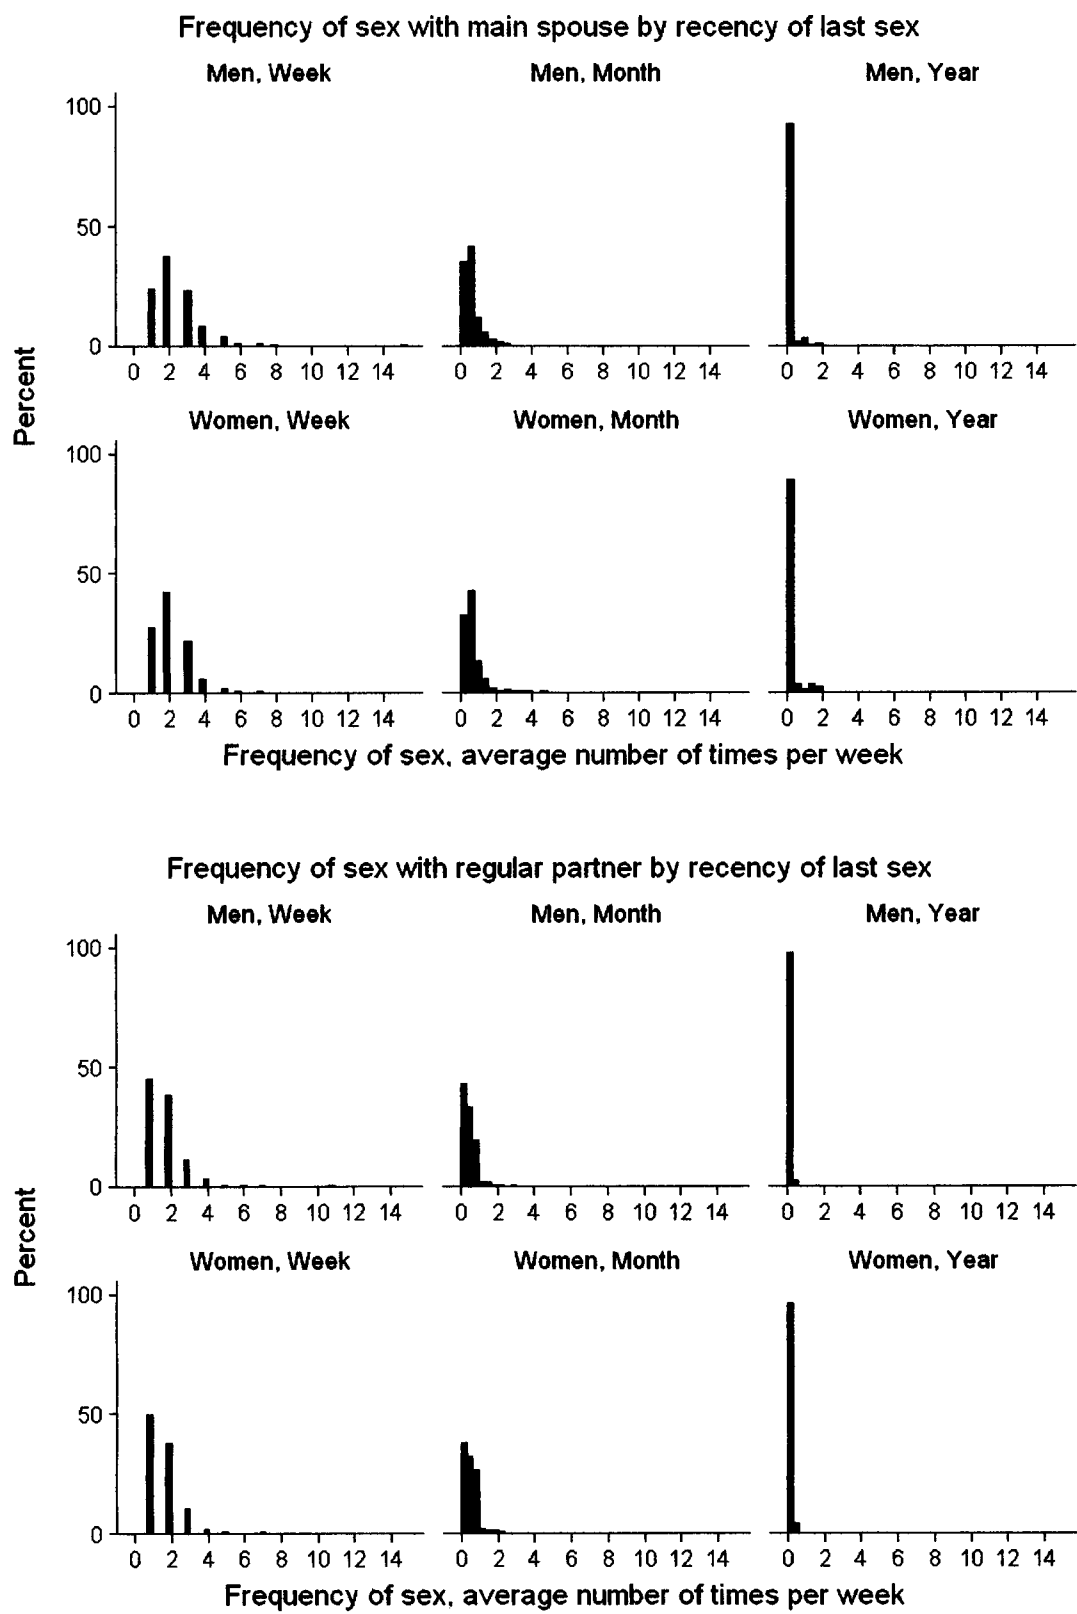 Frequency of sex with main spouse by recency of last sex
Men, Week Men, Month Men, Year
100
50
0
0 2 4 6 8 10 12 14 0 2 4 6 8 10 12 14 0 2 4 6 8 10 12 14
Percent
Women, Week Women, Month Women, Year
100
50
0
0 2 4 6 8 10 12 14 0 2 4 6 8 10 12 14 0 2 4 6 8 10 12 14
Frequency of sex, average number of times per week
Frequency of sex with regular partner by recency of last sex
Men, Week Men, Month Men, Year
100
50
0
0 2 4 6 8 10 12 14 0 2 4 6 8 10 12 14 0 2 4 6 8 10 12 14
Percent
Women, Week Women, Month Women, Year
100
50
0
0 2 4 6 8 10 12 14 0 2 4 6 8 10 12 14 0 2 4 6 8 10 12 14
Frequency of sex, average number of times per week